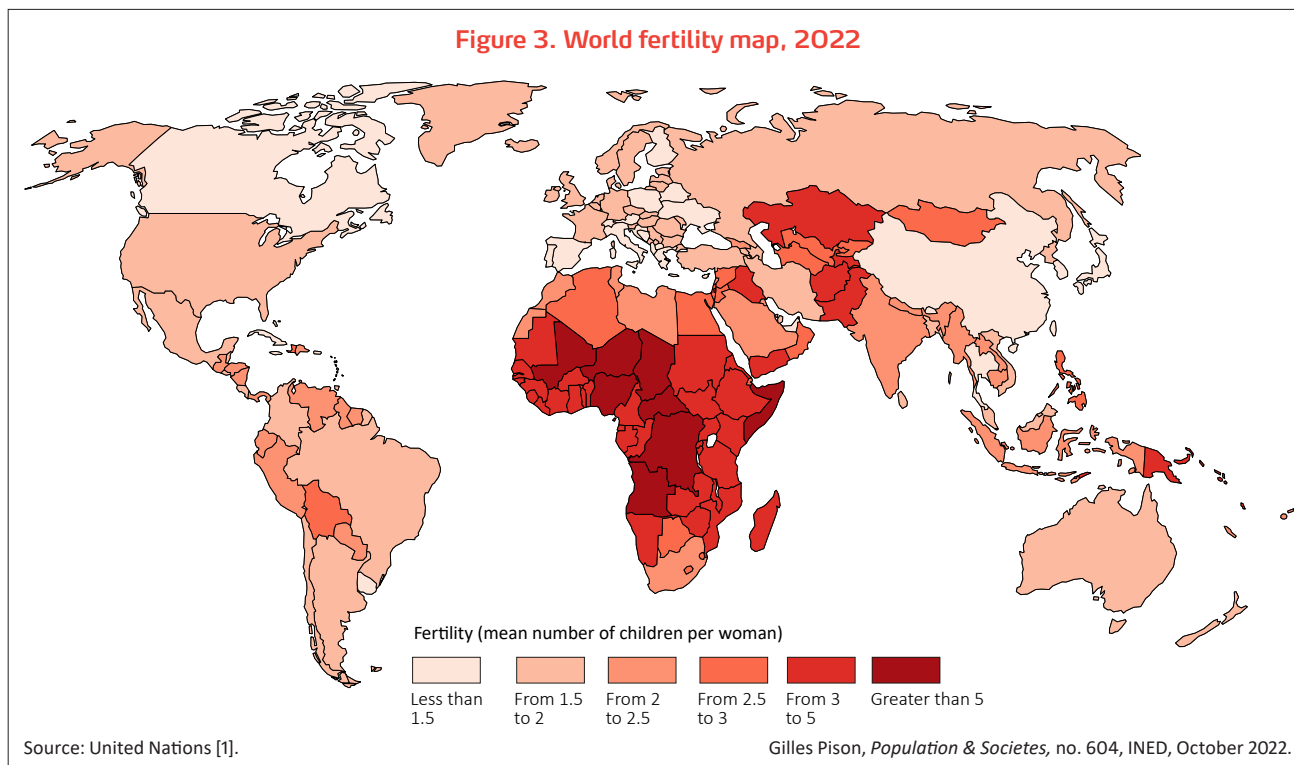 Figure 3. World fertility map, 2022
Fertility (mean number of children per woman)
Less than
1.5
From 1.5
to 2
From 2
to 2.5
From 2.5
to 3
From 3
to 5
Greater than 5
Source: United Nations [1].
Gilles Pison, Population & Societes, no. 604, INED, October 2022.